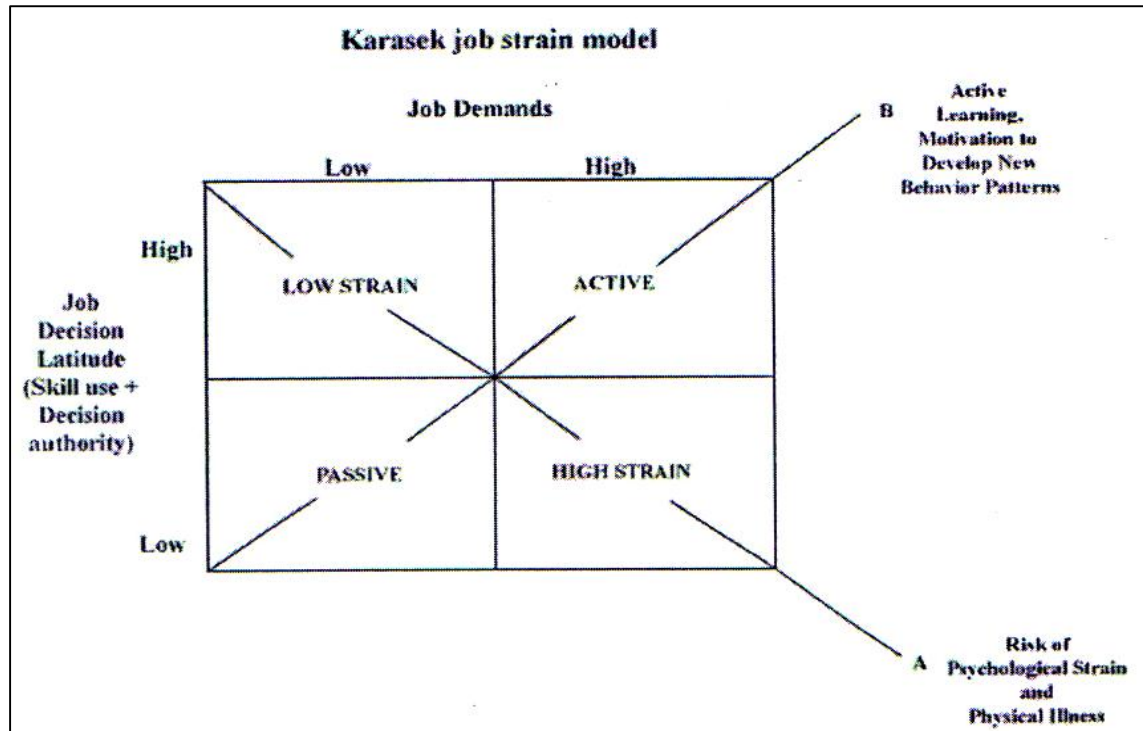 Karasek job strain model
Job Demands
Low
High
B
Active
Learning,
Motivation to
Develop New
Behavior Patterns
High
LOW STRAIN
ACTIVE
Job
Decision
Latitude
(Skill use +
Decision
authority)
PASSIVE
HIGH STRAIN
Low
A
Risk of
Psychological Strain
and
Physical Illness